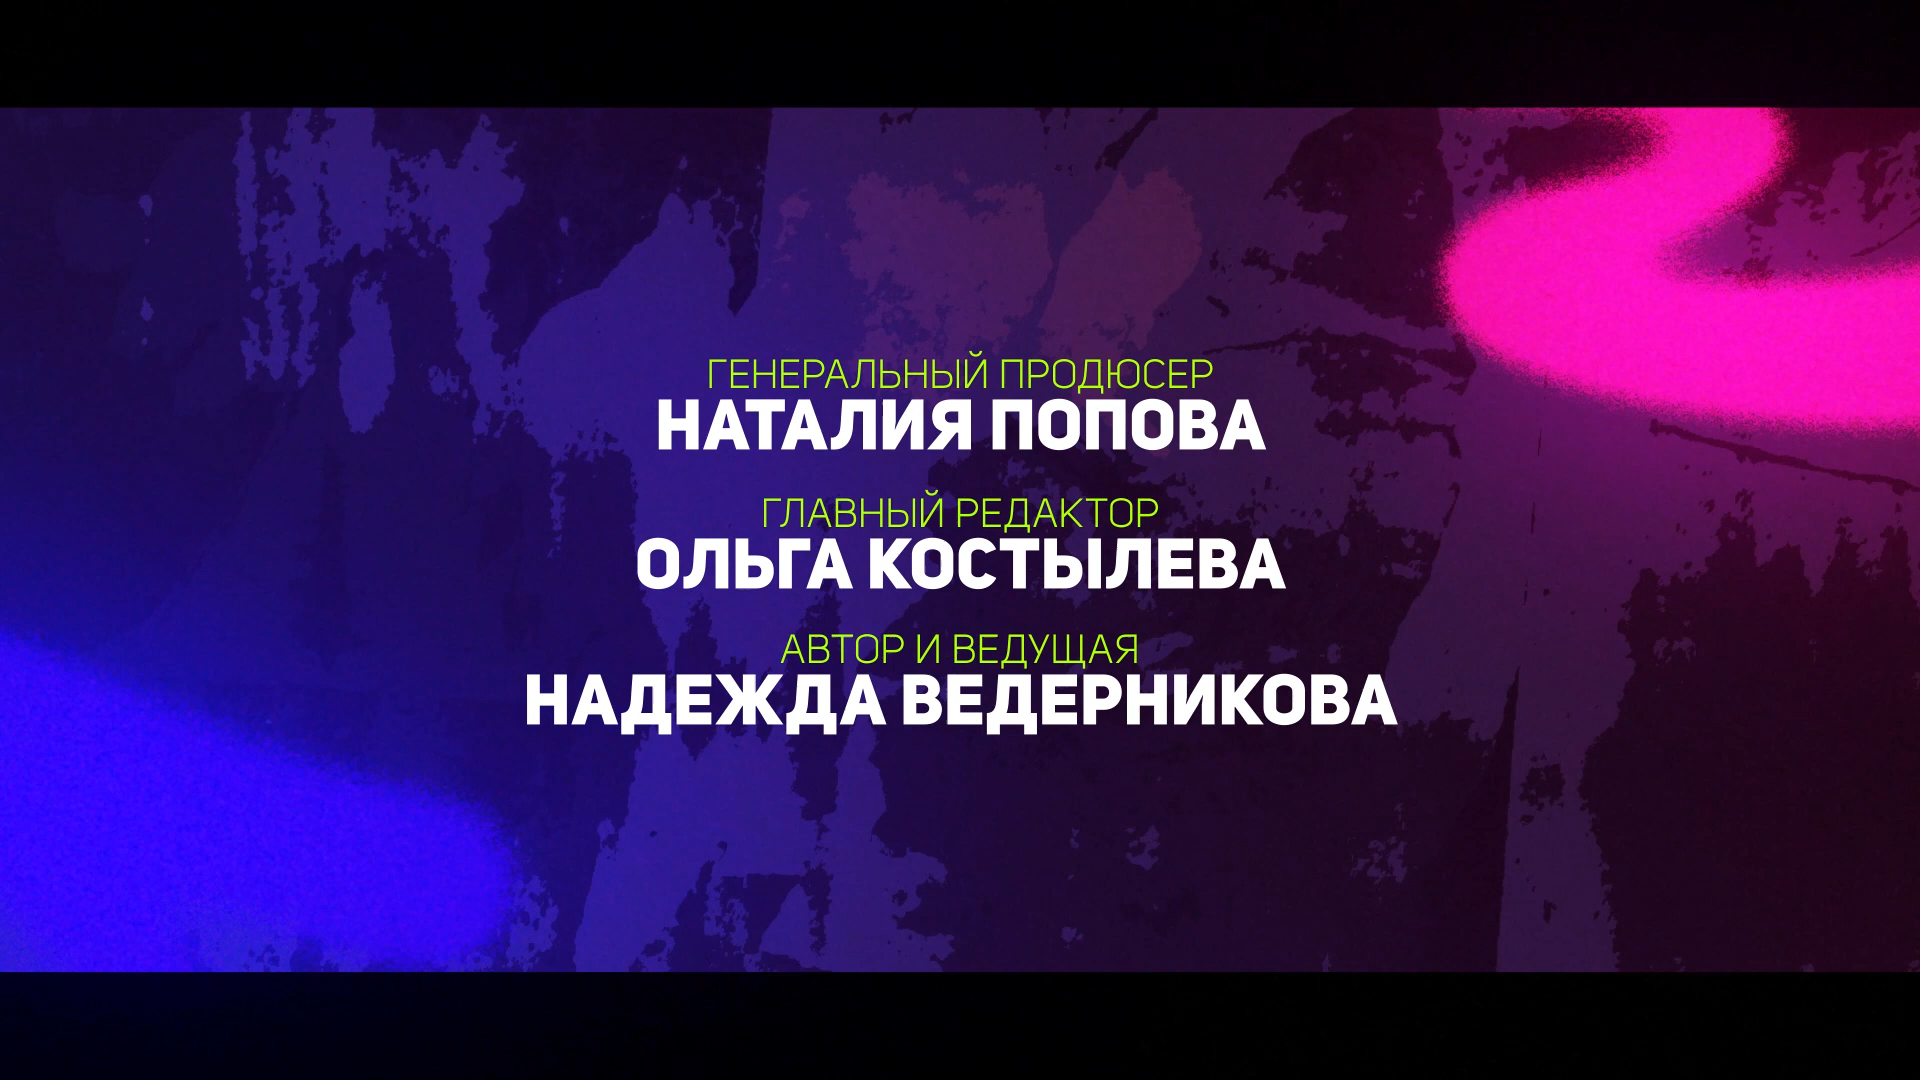 ГЕНЕРАЛЬНЫЙ ПРОДЮСЕР
НАТАЛИЯ ПОПОВА
ГЛАВНЫЙ РЕДАКТОР
ОЛЬГА КОСТЫЛЕВА
АВТОР И ВЕДУЩАЯ
НАДЕЖДА ВЕДЕРНИКОВА